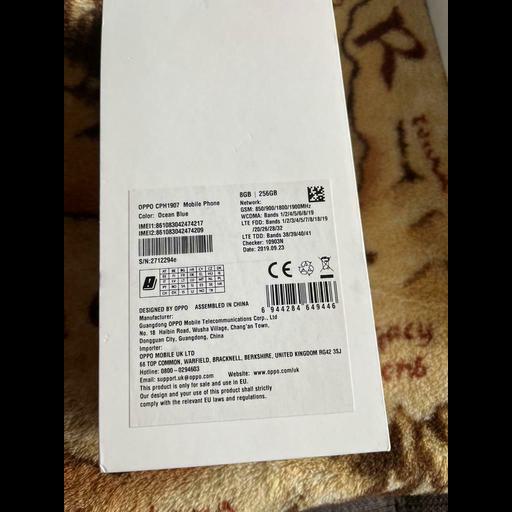 OPPO CPH1907 Mobile Phone
Color: Ocean Blue
IMEI1:861083042474217
IMEI2:861083042474209
S/N:2712294e
8GB | 256GB
Network:
GSM: 850/900/1800/1900MHz
WCDMA: Bands 1/2/4/5/6/8/19
LTE FDD: Bands 1/2/3/4/5/7/8/18/19
/20/26/28/32
LTE TDD: Bands 38/39/40/41
Checker: 10903N
Date: 2019.09.23
CE
6 944284 649446
DESIGNED BY OPPO ASSEMBLED IN CHINA
Manufacturer:
Guangdong OPPO Mobile Telecommunications Corp., Ltd
No. 18 Haibin Road, Wusha Village, Chang'an Town,
Dongguan City, Guangdong, China
Importer:
OPPO MOBILE UK LTD
66 TOP COMMON, WARFIELD, BRACKNELL, BERKSHIRE, UNITED KINGDOM RG42 3SJ
Hotline: 0800-0294603
Email: support.uk@oppo.com Website: www.oppo.com/uk
This product is only for sale and use in EU.
Our design and use of this product shall strictly
comply with the relevant EU laws and regulations.
R